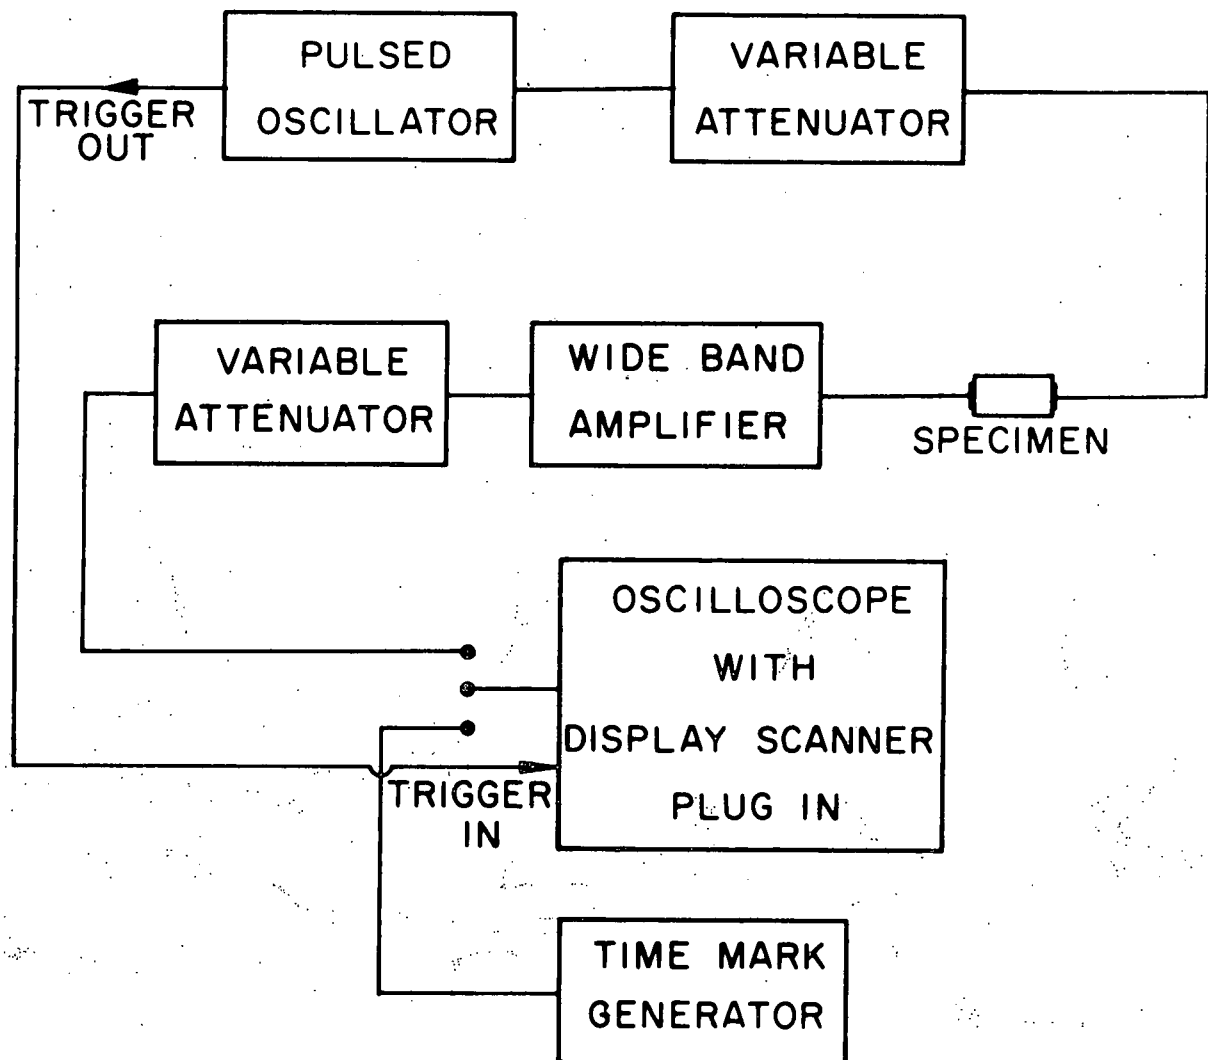 PULSED
OSCILLATOR
VARIABLE
ATTENUATOR
TRIGGER
OUT
VARIABLE
ATTENUATOR
WIDE BAND
AMPLIFIER
SPECIMEN
OSCILLOSCOPE
WITH
DISPLAY SCANNER
PLUG IN
TRIGGER
IN
TIME MARK
GENERATOR